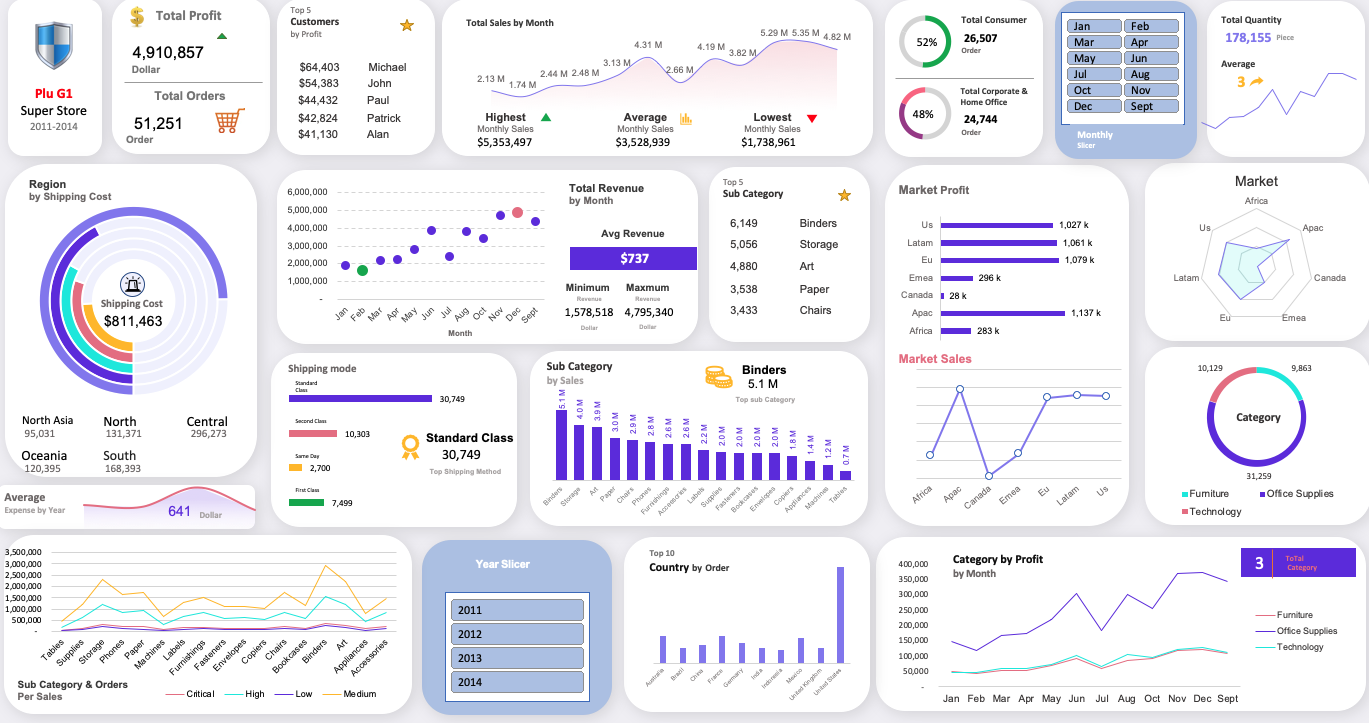 Plu G1
Super Store
2011-2014
Total Profit
4,910,857
Dollar
Total Orders
51,251
Order
Top 5
Customers
by Profit
$64,403 Michael
$54,383 John
$44,432 Paul
$42,824 Patrick
$41,130 Alan
Total Sales by Month
2.13 M 1.74 M 2.44 M 2.48 M 3.13 M 4.31 M 2.66 M 4.19 M 3.82 M 5.29 M 5.35 M 4.82 M
Highest Average Lowest
Monthly Sales Monthly Sales Monthly Sales
$5,353,497 $3,528,939 $1,738,961
52%
Total Consumer
26,507
Order
48%
Total Corporate &
Home Office
24,744
Order
Jan Feb
Mar Apr
May Jun
Jul Aug
Oct Nov
Dec Sept
Monthly
Slicer
Total Quantity
178,155 Piece
Average
3
Region
by Shipping Cost
Shipping Cost
$811,463
North Asia North Central
95,031 131,371 296,273
Oceania South
120,395 168,393
Average
Expense by Year
641 Dollar
6,000,000
5,000,000
4,000,000
3,000,000
2,000,000
1,000,000
-
Jan Feb Mar Apr May Jun Jul Aug Oct Nov Dec Sept
Month
Total Revenue
by Month
Avg Revenue
$737
Minimum Maxmum
Revenue Revenue
1,578,518 4,795,340
Dollar Dollar
Top 5
Sub Category
6,149 Binders
5,056 Storage
4,880 Art
3,538 Paper
3,433 Chairs
Shipping mode
Standard
Class
30,749
Second Class
10,303
Same Day
2,700
First Class
7,499
Standard Class
30,749
Top Shipping Method
Sub Category
by Sales
Binders
5.1 M
Top sub Category
5.1 M 4.0 M 3.9 M 3.0 M 2.9 M 2.8 M 2.6 M 2.6 M 2.2 M 2.0 M 2.0 M 2.0 M 2.0 M 1.8 M 1.4 M 1.2 M 0.7 M
Binders Storage Art Paper Chairs Phones Furnishings Accessories Labels Supplies Fasteners Bookcases Envelopes Copiers Appliances Machines Tables
Market Profit
Us 1,027 k
Latam 1,061 k
Eu 1,079 k
Emea 296 k
Canada 28 k
Apac 1,137 k
Africa 283 k
Market Sales
Africa Apac Canada Emea Eu Latam Us
Market
Africa
Us Apac
Latam Canada
Eu Emea
10,129 9,863
Category
31,259
Furniture Office Supplies
Technology
3,500,000
3,000,000
2,500,000
2,000,000
1,500,000
1,000,000
500,000
-
Tables Supplies Storage Phones Paper Machines Labels Furnishings Fasteners Envelopes Copiers Chairs Bookcases Binders Art Appliances Accessories
Sub Category & Orders
Per Sales
Critical High Low Medium
Year Slicer
2011
2012
2013
2014
Top 10
Country by Order
Australia Brazil China France Germany India Indonesia Mexico United Kingdom United States
Category by Profit
by Month
3 ToTal
Category
400,000
350,000
300,000
250,000
200,000
150,000
100,000
50,000
-
Jan Feb Mar Apr May Jun Jul Aug Oct Nov Dec Sept
Furniture
Office Supplies
Technology